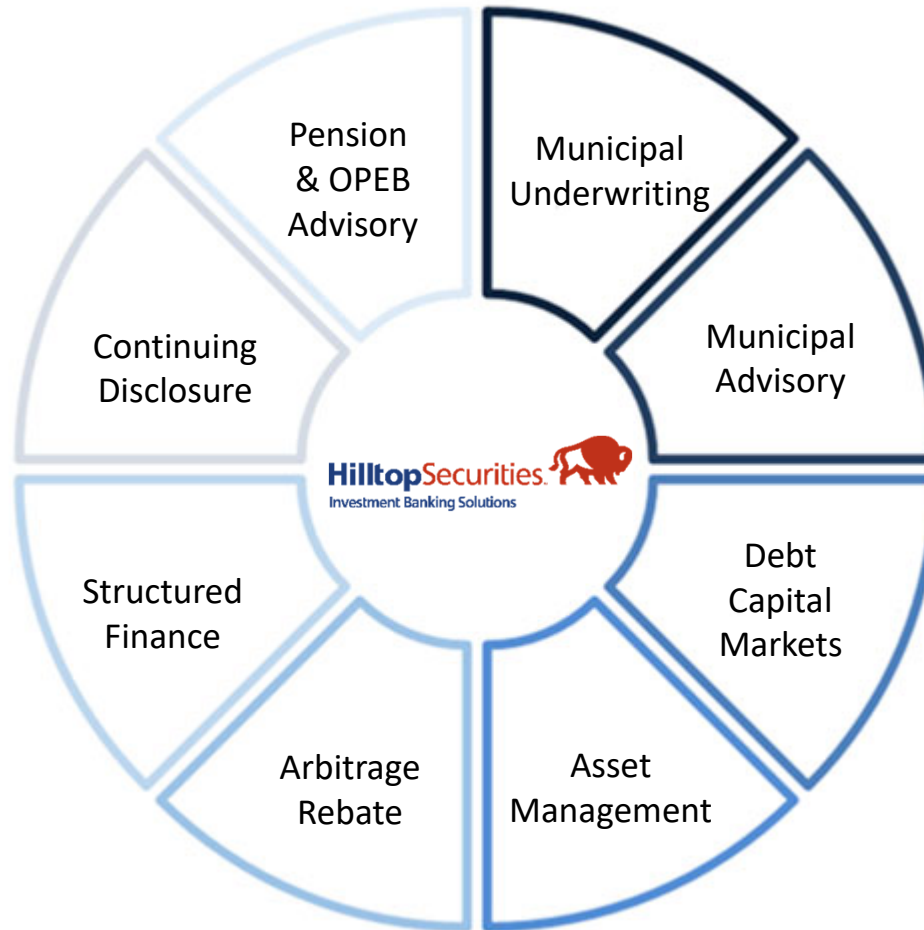 Pension
& OPEB
Advisory
Municipal
Underwriting
Continuing
Disclosure
Municipal
Advisory
HilltopSecurities.
Investment Banking Solutions
Structured
Finance
Debt
Capital
Markets
Arbitrage
Rebate
Asset
Management